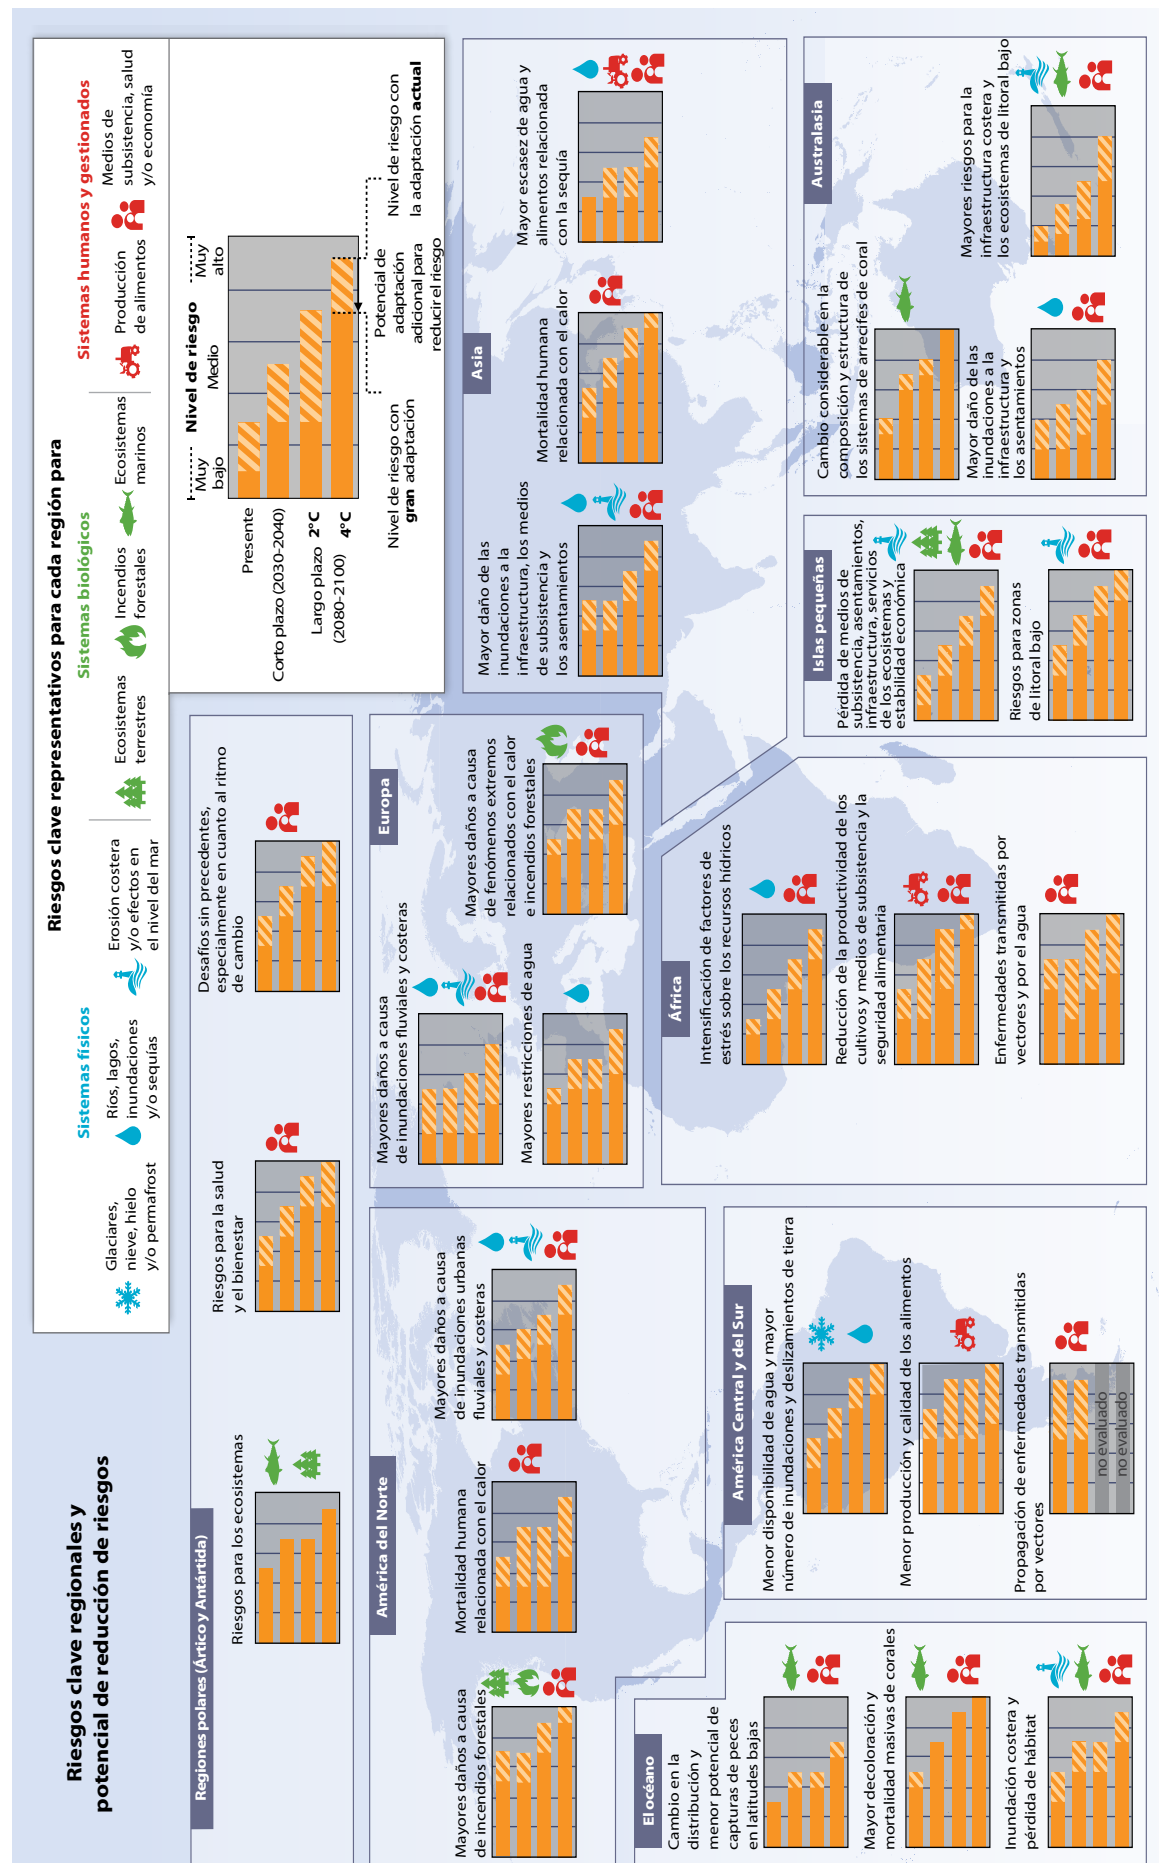 Riesgos clave regionales y
potencial de reducción de riesgos
Riesgos clave representativos para cada región para
Sistemas físicos
Sistemas biológicos
Sistemas humanos y gestionados
Glaciares,
nieve, hielo
y/o permafrost
Ríos, lagos,
inundaciones
y/o sequías
Erosión costera
y/o efectos en
el nivel del mar
Ecosistemas
terrestres
Incendios
forestales
Ecosistemas
marinos
Producción
de alimentos
Medios de
subsistencia, salud
y/o economía
Nivel de riesgo
Muy
bajo
Medio
Muy
alto
Presente
Corto plazo (2030-2040)
Largo plazo 2°C
(2080-2100) 4°C
Nivel de riesgo con
gran adaptación
Potencial de
adaptación
adicional para
reducir el riesgo
Nivel de riesgo con
la adaptación actual
Regiones polares (Ártico y Antártida)
Riesgos para los ecosistemas
Riesgos para la salud
y el bienestar
Desafíos sin precedentes,
especialmente en cuanto al ritmo
de cambio
América del Norte
Mayores daños a causa
de incendios forestales
Mortalidad humana
relacionada con el calor
Mayores daños a causa
de inundaciones urbanas
fluviales y costeras
Europa
Mayores daños a causa
de inundaciones fluviales y costeras
Mayores restricciones de agua
Mayores daños a causa
de fenómenos extremos
relacionados con el calor
e incendios forestales
Asia
Mayor daño de las
inundaciones a la
infraestructura, los medios
de subsistencia y
los asentamientos
Mortalidad humana
relacionada con el calor
Mayor escasez de agua y
alimentos relacionada
con la sequía
El océano
Cambio en la
distribución y
menor potencial de
capturas de peces
en latitudes bajas
Mayor decoloración y
mortalidad masivas de corales
Inundación costera y
pérdida de hábitat
América Central y del Sur
Menor disponibilidad de agua y mayor
número de inundaciones y deslizamientos de tierra
Menor producción y calidad de los alimentos
Propagación de enfermedades transmitidas
por vectores
no evaluado
no evaluado
África
Intensificación de factores de
estrés sobre los recursos hídricos
Reducción de la productividad de los
cultivos y medios de subsistencia y la
seguridad alimentaria
Enfermedades transmitidas por
vectores y por el agua
Islas pequeñas
Pérdida de medios de
subsistencia, asentamientos,
infraestructura, servicios
de los ecosistemas y
estabilidad económica
Riesgos para zonas
de litoral bajo
Australasia
Cambio considerable en la
composición y estructura de
los sistemas de arrecifes de coral
Mayor daño de las
inundaciones a la
infraestructura y
los asentamientos
Mayores riesgos para la
infraestructura costera y
los ecosistemas de litoral bajo